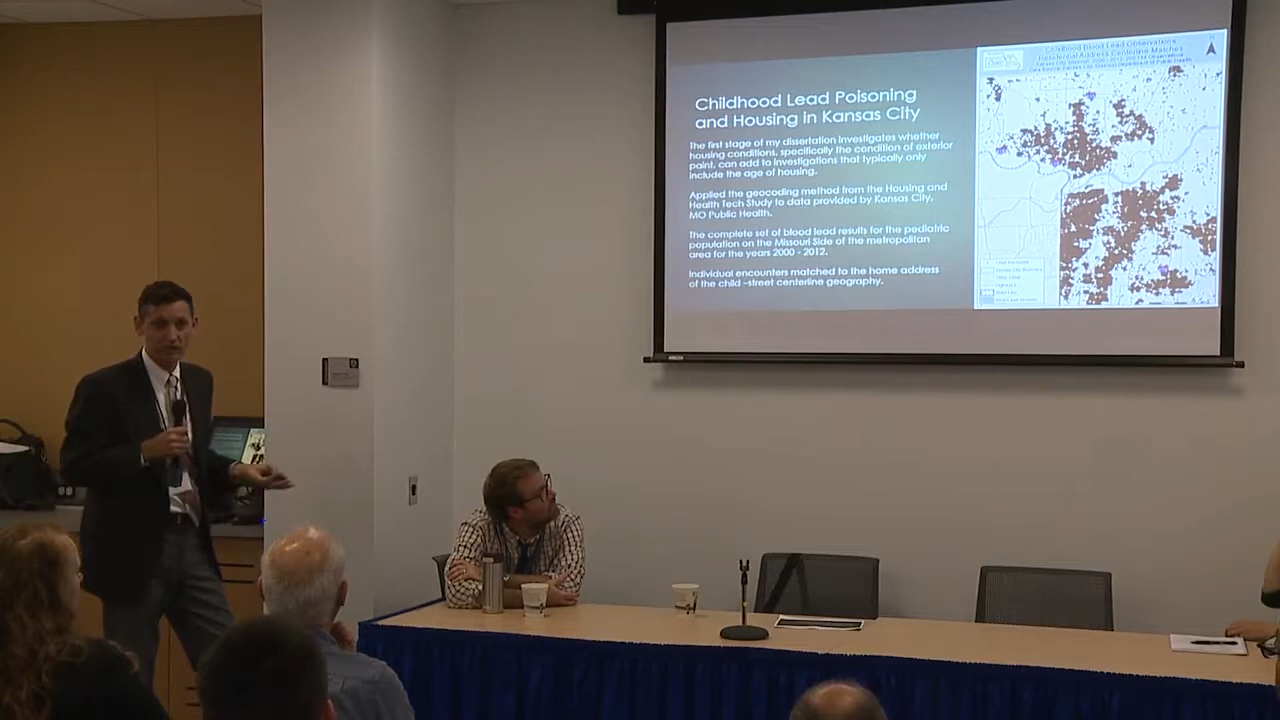 Childhood Lead Poisoning
and Housing in Kansas City
The first stage of my dissertation investigates whether
housing conditions, specifically the condition of exterior
paint, can add to investigations that typically only
include the age of housing.
Applied the geocoding method from the Housing and
Health Tech Study to data provided by Kansas City,
MO Public Health.
The complete set of blood lead results for the pediatric
population on the Missouri Side of the metropolitan
area for the years 2000 - 2012.
Individual encounters matched to the home address
of the child –street centerline geography.
Childhood Blood Lead Observations
Residential Address Centerline Matches